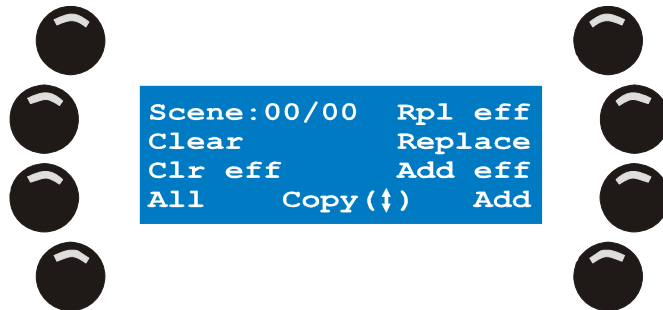 Scene:00/00 Rpl eff
Clear Replace
Clr eff Add eff
All Copy(↕) Add